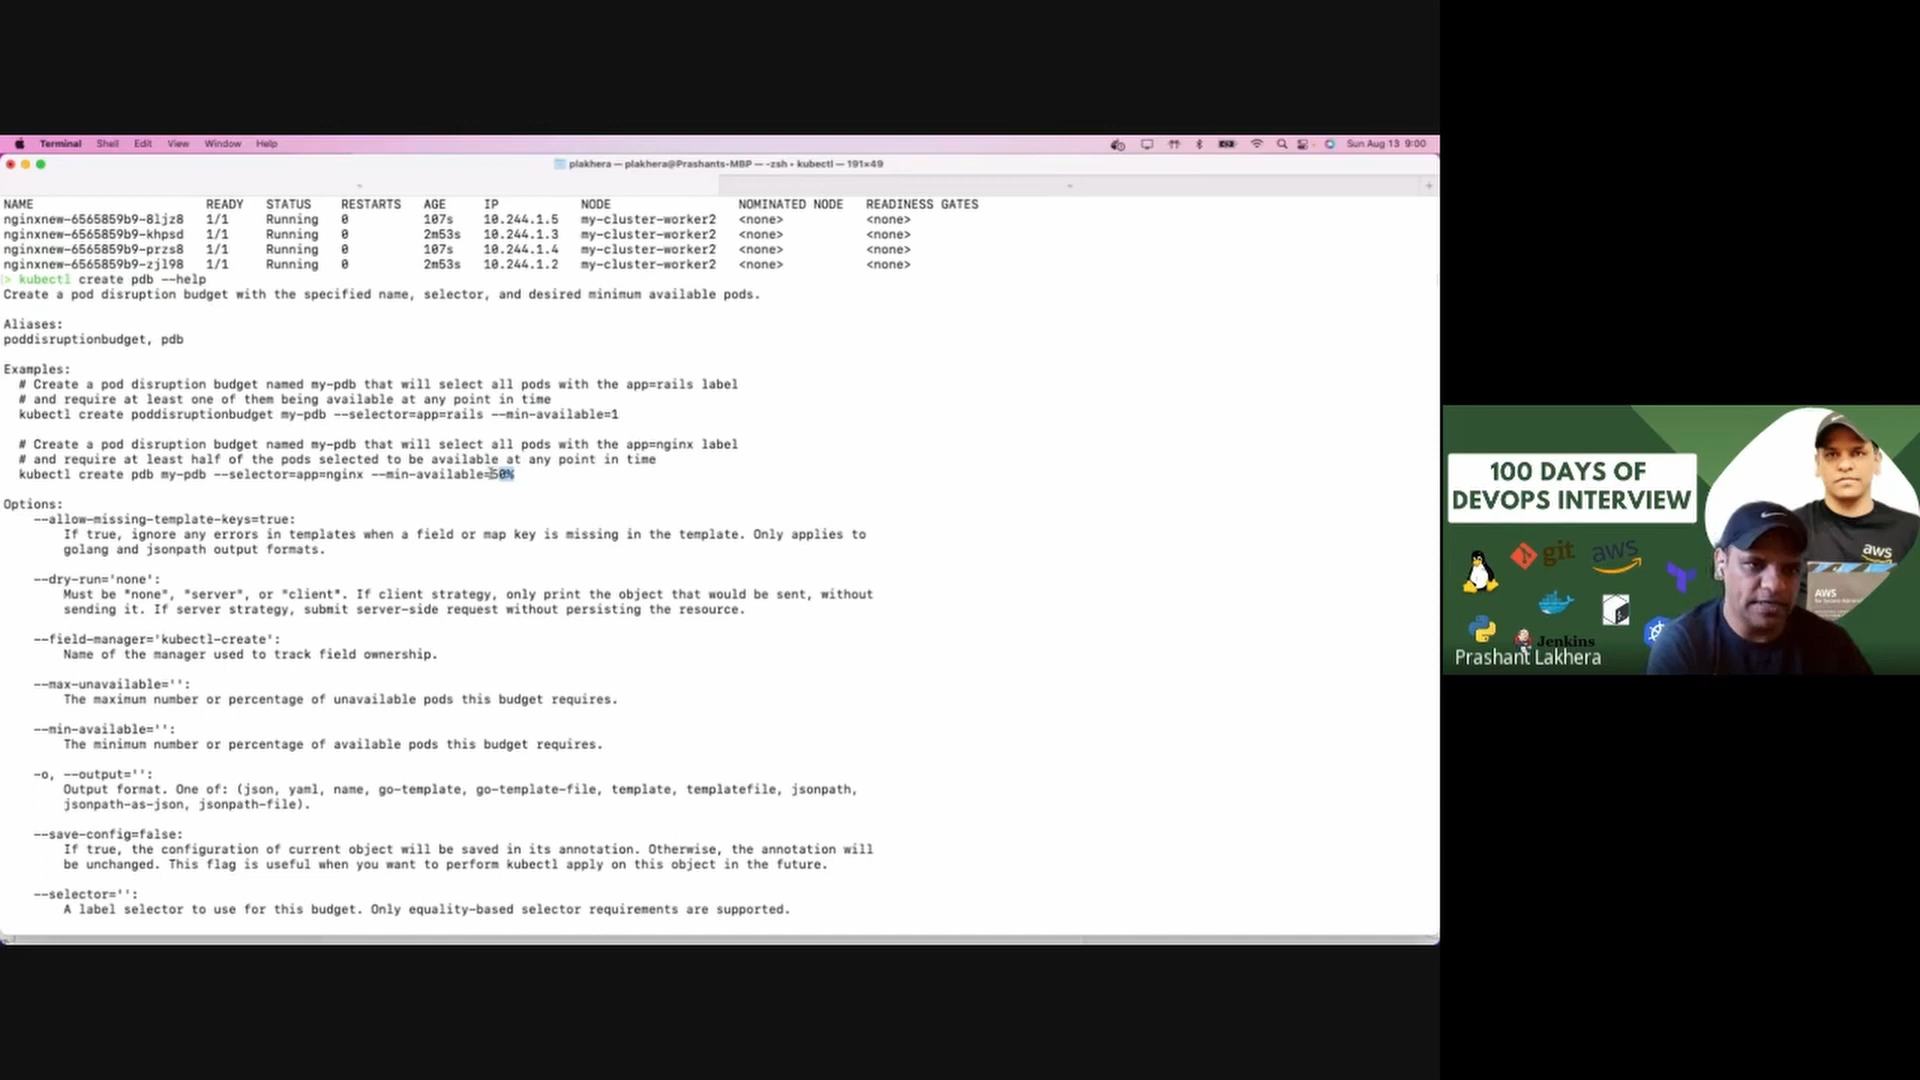 Terminal Shell Edit View Window Help Sun Aug 13 9:00
plakhera — plakhera@Prashants-MBP — -zsh • kubectl — 191×49
NAME READY STATUS RESTARTS AGE IP NODE NOMINATED NODE READINESS GATES
nginxnew-6565859b9-8ljz8 1/1 Running 0 107s 10.244.1.5 my-cluster-worker2 <none> <none>
nginxnew-6565859b9-khpsd 1/1 Running 0 2m53s 10.244.1.3 my-cluster-worker2 <none> <none>
nginxnew-6565859b9-przs8 1/1 Running 0 107s 10.244.1.4 my-cluster-worker2 <none> <none>
nginxnew-6565859b9-zjl98 1/1 Running 0 2m53s 10.244.1.2 my-cluster-worker2 <none> <none>
> kubectl create pdb --help
Create a pod disruption budget with the specified name, selector, and desired minimum available pods.
Aliases:
poddisruptionbudget, pdb
Examples:
# Create a pod disruption budget named my-pdb that will select all pods with the app=rails label
# and require at least one of them being available at any point in time
kubectl create poddisruptionbudget my-pdb --selector=app=rails --min-available=1
# Create a pod disruption budget named my-pdb that will select all pods with the app=nginx label
# and require at least half of the pods selected to be available at any point in time
kubectl create pdb my-pdb --selector=app=nginx --min-available=50%
Options:
--allow-missing-template-keys=true:
If true, ignore any errors in templates when a field or map key is missing in the template. Only applies to
golang and jsonpath output formats.
--dry-run='none':
Must be "none", "server", or "client". If client strategy, only print the object that would be sent, without
sending it. If server strategy, submit server-side request without persisting the resource.
--field-manager='kubectl-create':
Name of the manager used to track field ownership.
--max-unavailable='':
The maximum number or percentage of unavailable pods this budget requires.
--min-available='':
The minimum number or percentage of available pods this budget requires.
-o, --output='':
Output format. One of: (json, yaml, name, go-template, go-template-file, template, templatefile, jsonpath,
jsonpath-as-json, jsonpath-file).
--save-config=false:
If true, the configuration of current object will be saved in its annotation. Otherwise, the annotation will
be unchanged. This flag is useful when you want to perform kubectl apply on this object in the future.
--selector='':
A label selector to use for this budget. Only equality-based selector requirements are supported.
100 DAYS OF
DEVOPS INTERVIEW
git aws
aws
AWS
Jenkins
Prashant Lakhera